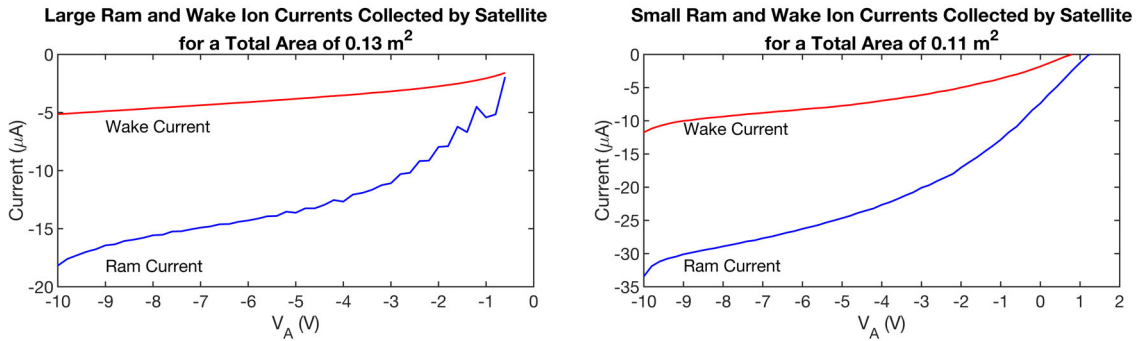 Large Ram and Wake Ion Currents Collected by Satellite
for a Total Area of 0.13 m²
0
-5
-10
-15
-20
Current (μA)
Wake Current
Ram Current
-10 -9 -8 -7 -6 -5 -4 -3 -2 -1 0
V_A (V)
Small Ram and Wake Ion Currents Collected by Satellite
for a Total Area of 0.11 m²
0
-5
-10
-15
-20
-25
-30
-35
Current (μA)
Wake Current
Ram Current
-10 -9 -8 -7 -6 -5 -4 -3 -2 -1 0 1 2
V_A (V)